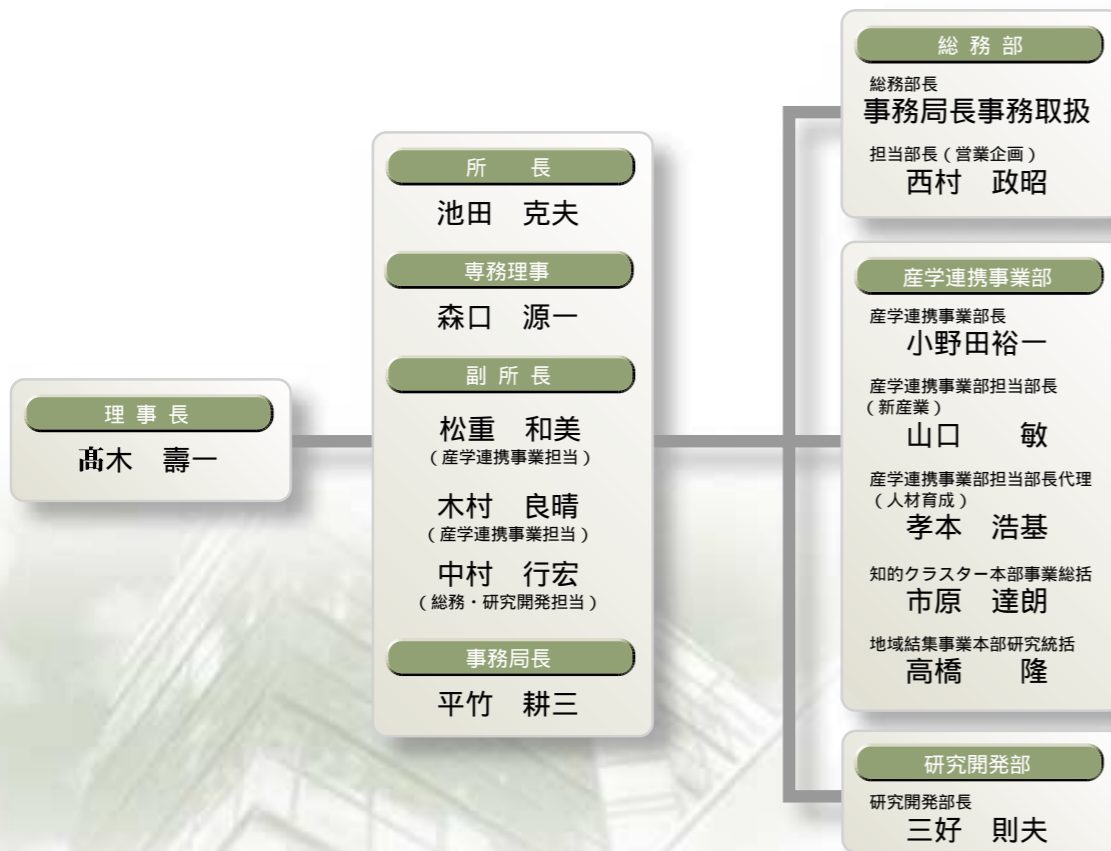 理事長
髙木　壽一
所　長
池田　克夫
専務理事
森口　源一
副所長
松重　和美
（産学連携事業担当）
木村　良晴
（産学連携事業担当）
中村　行宏
（総務・研究開発担当）
事務局長
平竹　耕三
総務部
総務部長
事務局長事務取扱
担当部長（営業企画）
西村　政昭
産学連携事業部
産学連携事業部長
小野田裕一
産学連携事業部担当部長
（新産業）
山口　　敏
産学連携事業部担当部長代理
（人材育成）
孝本　浩基
知的クラスター本部事業総括
市原　達朗
地域結集事業本部研究統括
高橋　　隆
研究開発部
研究開発部長
三好　則夫